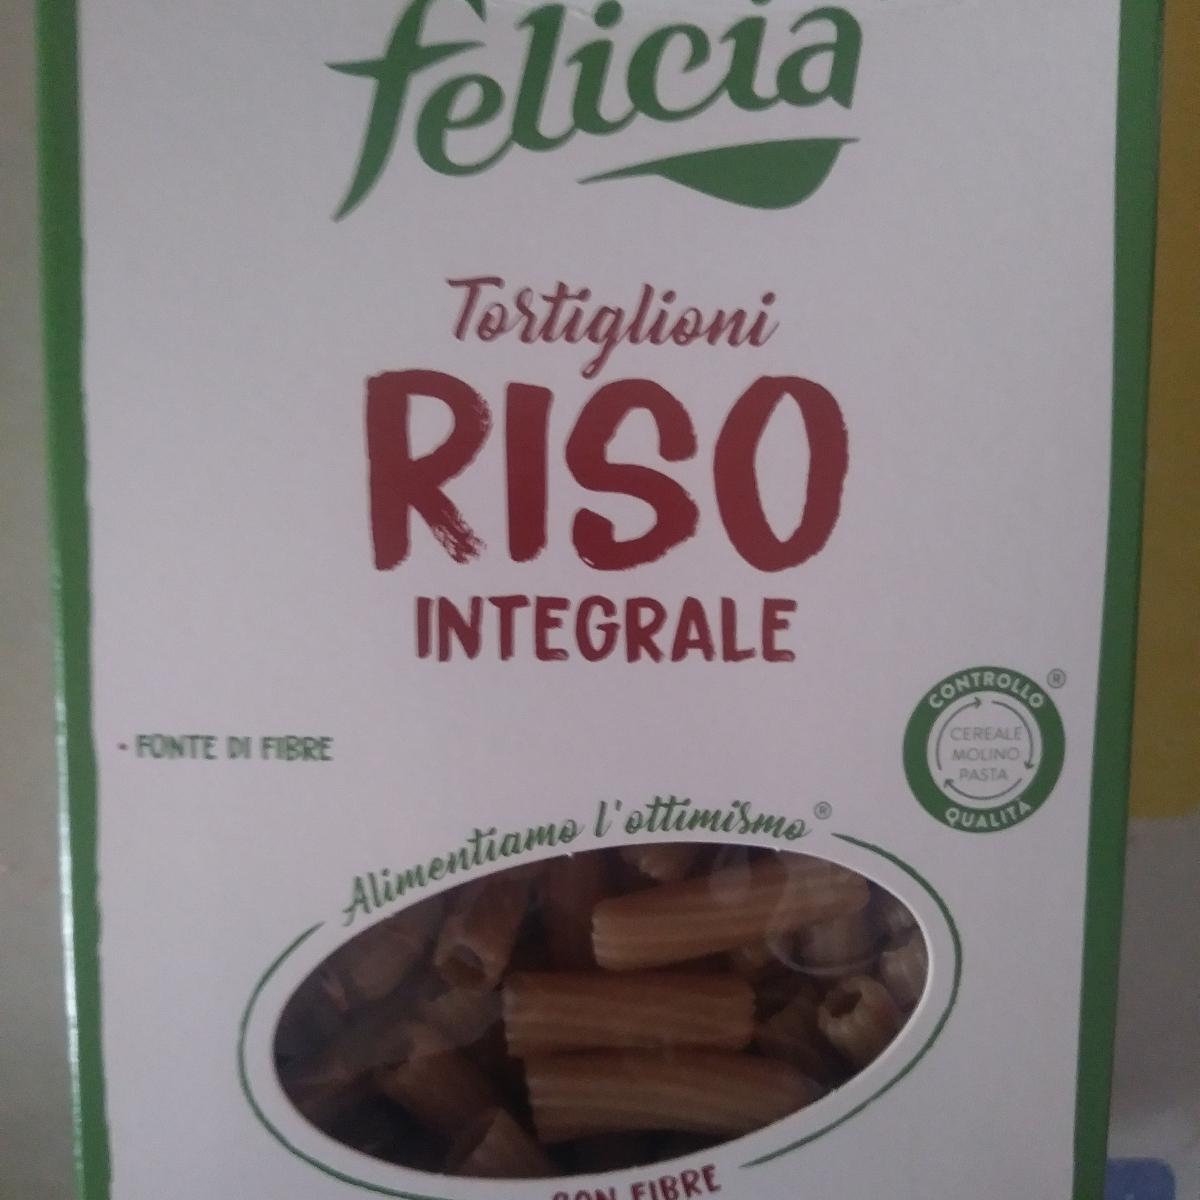 felicia
Tortiglioni
RISO
INTEGRALE
- FONTE DI FIBRE
CONTROLLO ®
CEREALE
MOLINO
PASTA
QUALITÀ
Alimentiamo l'ottimismo®
CON FIBRE